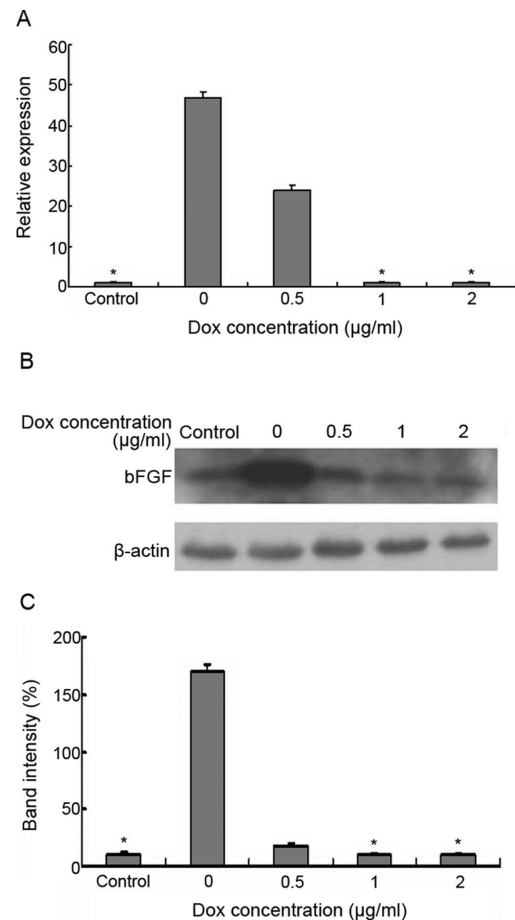 A
Relative expression
60
50
40
30
20
10
0
* * *
Control 0 0.5 1 2
Dox concentration (µg/ml)
B
Dox concentration
(µg/ml) Control 0 0.5 1 2
bFGF
β-actin
C
Band intensity (%)
200
150
100
50
0
* * *
Control 0 0.5 1 2
Dox concentration (µg/ml)